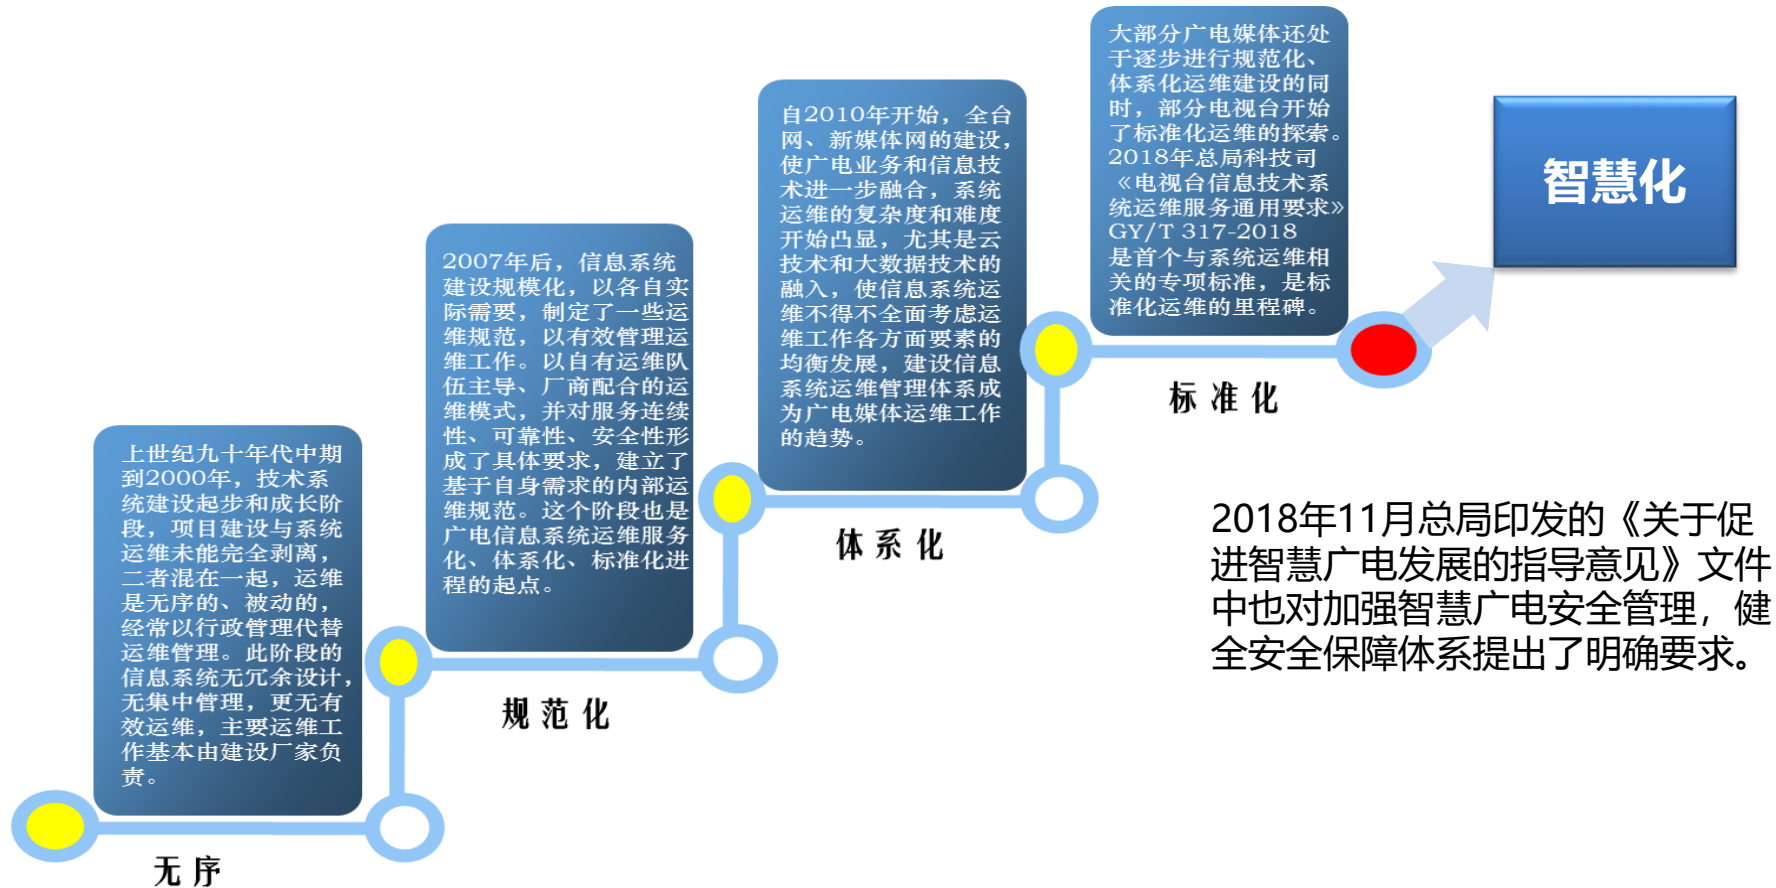 上世纪九十年代中期
到2000年，技术系
统建设起步和成长阶
段，项目建设与系统
运维未能完全剥离，
二者混在一起，运维
是无序的、被动的，
经常以行政管理代替
运维管理。此阶段的
信息系统无冗余设计，
无集中管理，更无有
效运维，主要运维工
作基本由建设厂家负
责。
无序
2007年后，信息系统
建设规模化，以各自实
际需要，制定了一些运
维规范，以有效管理运
维工作。以自有运维队
伍主导、厂商配合的运
维模式，并对服务连续
性、可靠性、安全性形
成了具体要求，建立了
基于自身需求的内部运
维规范。这个阶段也是
广电信息系统运维服务
化、体系化、标准化进
程的起点。
规范化
自2010年开始，全台
网、新媒体网的建设，
使广电业务和信息技
术进一步融合，系统
运维的复杂度和难度
开始凸显，尤其是云
技术和大数据技术的
融入，使信息系统运
维不得不全面考虑运
维工作各方面要素的
均衡发展，建设信息
系统运维管理体系成
为广电媒体运维工作
的趋势。
体系化
大部分广电媒体还处
于逐步进行规范化、
体系化运维建设的同
时，部分电视台开始
了标准化运维的探索。
2018年总局科技司
《电视台信息技术系
统运维服务通用要求》
GY/T 317-2018
是首个与系统运维相
关的专项标准，是标
准化运维的里程碑。
标准化
智慧化
2018年11月总局印发的《关于促
进智慧广电发展的指导意见》文件
中也对加强智慧广电安全管理，健
全安全保障体系提出了明确要求。